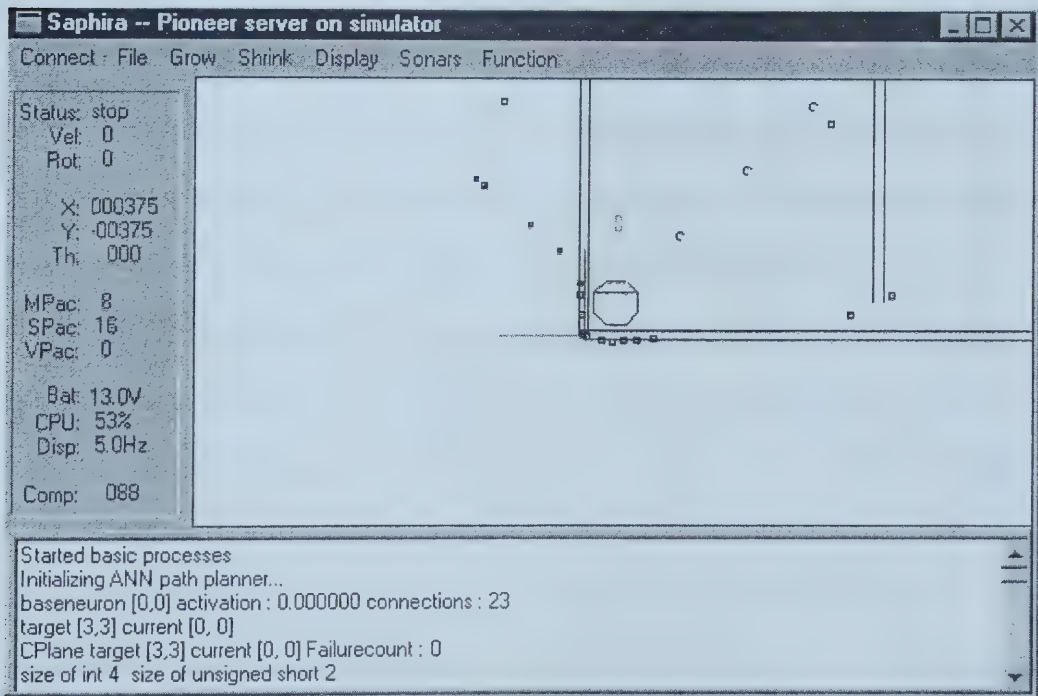 Saphira -- Pioneer server on simulator
Connect File Grow Shrink Display Sonars Function
Status: stop
Vel: 0
Rot: 0
X: 000375
Y: -00375
Th: 000
MPac: 8
SPac: 16
VPac: 0
Bat: 13.0V
CPU: 53%
Disp: 5.0Hz
Comp: 088
Started basic processes
Initializing ANN path planner...
baseneuron [0,0] activation : 0.000000 connections : 23
target [3,3] current [0, 0]
CPlane target [3,3] current [0, 0] Failurecount : 0
size of int 4 size of unsigned short 2